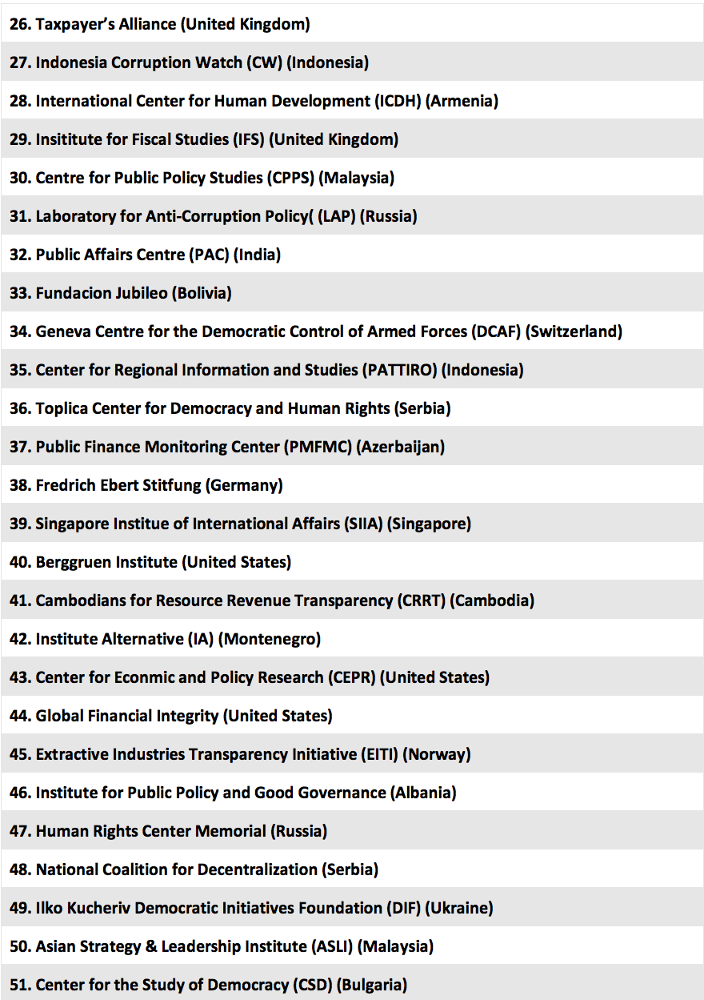 26. Taxpayer’s Alliance (United Kingdom)
27. Indonesia Corruption Watch (CW) (Indonesia)
28. International Center for Human Development (ICDH) (Armenia)
29. Insititute for Fiscal Studies (IFS) (United Kingdom)
30. Centre for Public Policy Studies (CPPS) (Malaysia)
31. Laboratory for Anti-Corruption Policy( (LAP) (Russia)
32. Public Affairs Centre (PAC) (India)
33. Fundacion Jubileo (Bolivia)
34. Geneva Centre for the Democratic Control of Armed Forces (DCAF) (Switzerland)
35. Center for Regional Information and Studies (PATTIRO) (Indonesia)
36. Toplica Center for Democracy and Human Rights (Serbia)
37. Public Finance Monitoring Center (PMFMC) (Azerbaijan)
38. Fredrich Ebert Stitfung (Germany)
39. Singapore Institue of International Affairs (SIIA) (Singapore)
40. Berggruen Institute (United States)
41. Cambodians for Resource Revenue Transparency (CRRT) (Cambodia)
42. Institute Alternative (IA) (Montenegro)
43. Center for Econmic and Policy Research (CEPR) (United States)
44. Global Financial Integrity (United States)
45. Extractive Industries Transparency Initiative (EITI) (Norway)
46. Institute for Public Policy and Good Governance (Albania)
47. Human Rights Center Memorial (Russia)
48. National Coalition for Decentralization (Serbia)
49. Ilko Kucheriv Democratic Initiatives Foundation (DIF) (Ukraine)
50. Asian Strategy & Leadership Institute (ASLI) (Malaysia)
51. Center for the Study of Democracy (CSD) (Bulgaria)